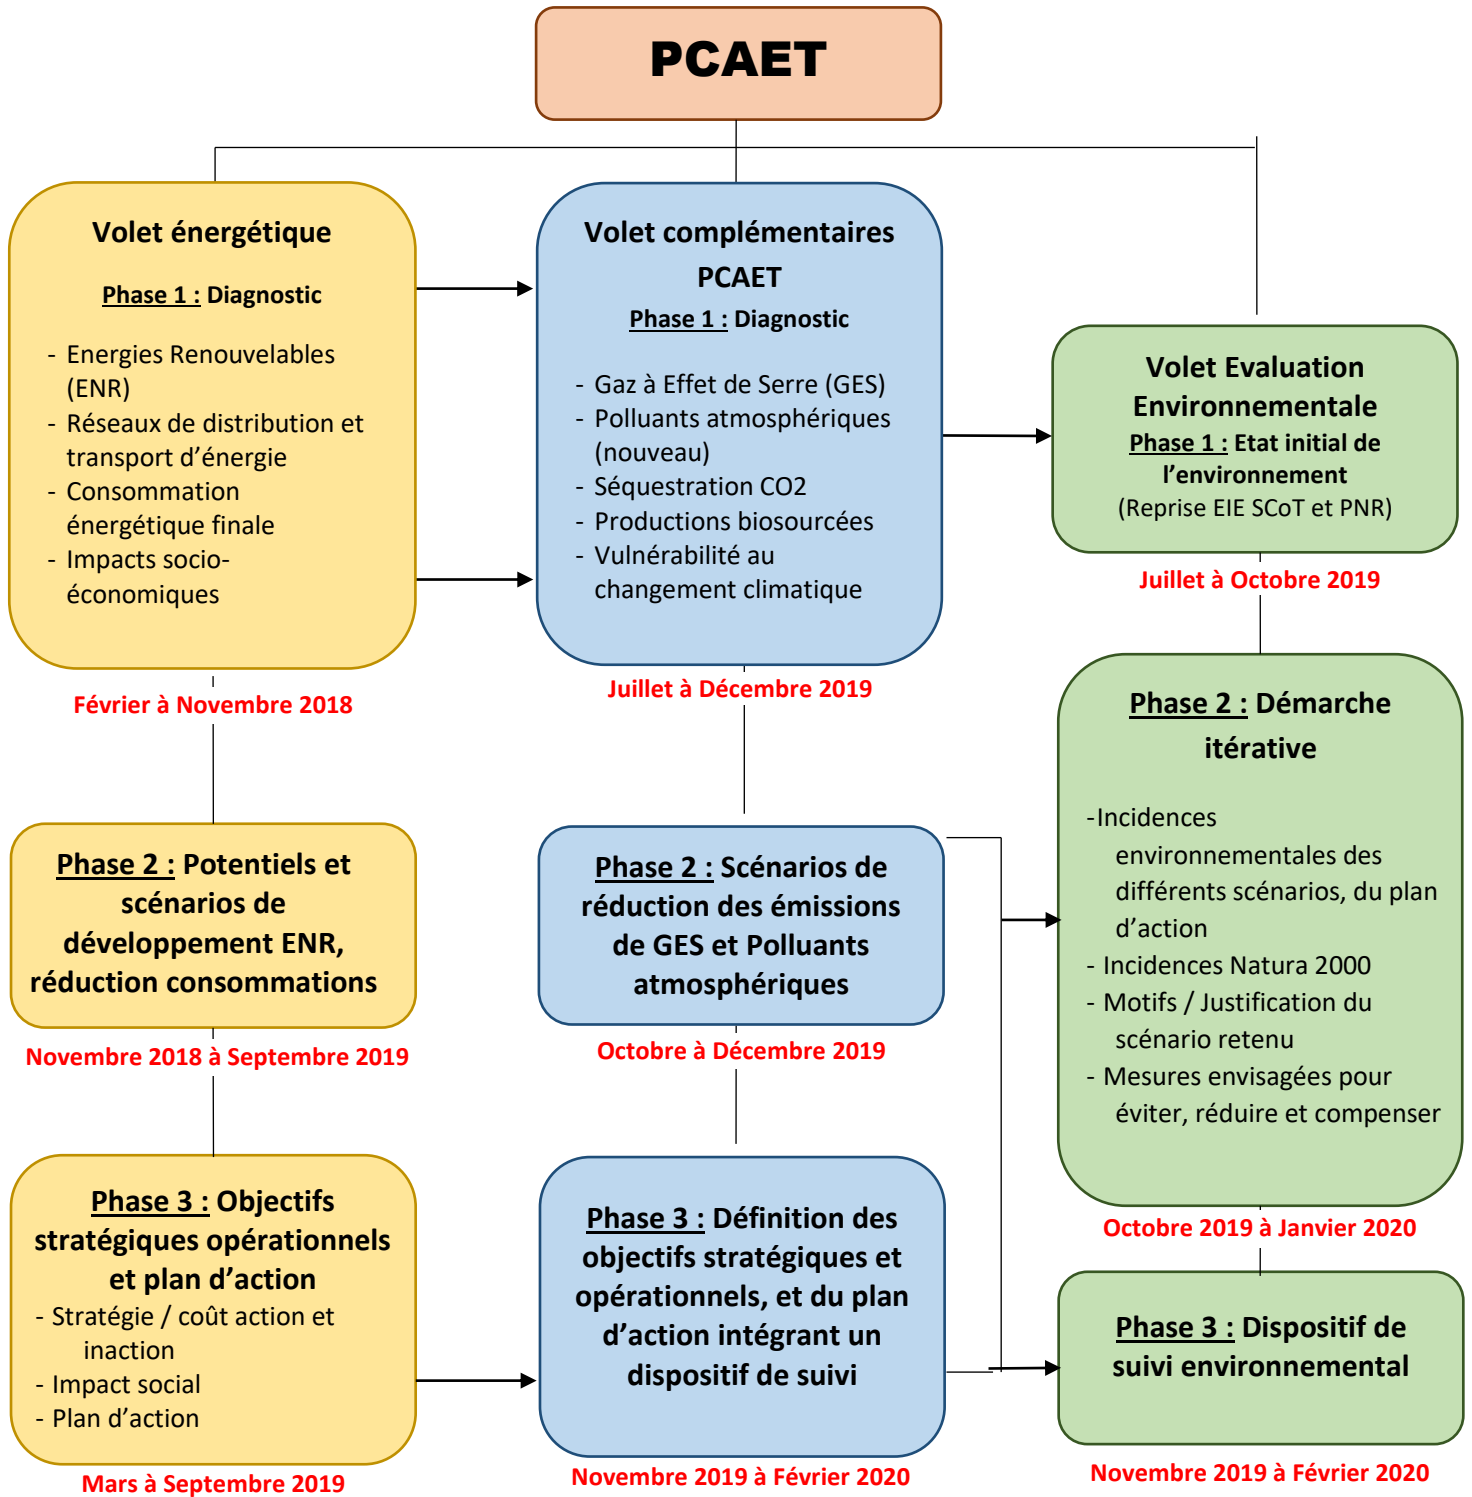 PCAET
Volet énergétique
Phase 1 : Diagnostic
- Energies Renouvelables
(ENR)
- Réseaux de distribution et
transport d’énergie
- Consommation
énergétique finale
- Impacts socio-
économiques
Février à Novembre 2018
Phase 2 : Potentiels et
scénarios de
développement ENR,
réduction consommations
Novembre 2018 à Septembre 2019
Phase 3 : Objectifs
stratégiques opérationnels
et plan d’action
- Stratégie / coût action et
inaction
- Impact social
- Plan d’action
Mars à Septembre 2019
Volet complémentaires
PCAET
Phase 1 : Diagnostic
- Gaz à Effet de Serre (GES)
- Polluants atmosphériques
(nouveau)
- Séquestration CO2
- Productions biosourcées
- Vulnérabilité au
changement climatique
Juillet à Décembre 2019
Phase 2 : Scénarios de
réduction des émissions
de GES et Polluants
atmosphériques
Octobre à Décembre 2019
Phase 3 : Définition des
objectifs stratégiques et
opérationnels, et du plan
d’action intégrant un
dispositif de suivi
Novembre 2019 à Février 2020
Volet Evaluation
Environnementale
Phase 1 : Etat initial de
l’environnement
(Reprise EIE SCoT et PNR)
Juillet à Octobre 2019
Phase 2 : Démarche
itérative
-Incidences
environnementales des
différents scénarios, du plan
d’action
- Incidences Natura 2000
- Motifs / Justification du
scénario retenu
- Mesures envisagées pour
éviter, réduire et compenser
Octobre 2019 à Janvier 2020
Phase 3 : Dispositif de
suivi environnemental
Novembre 2019 à Février 2020